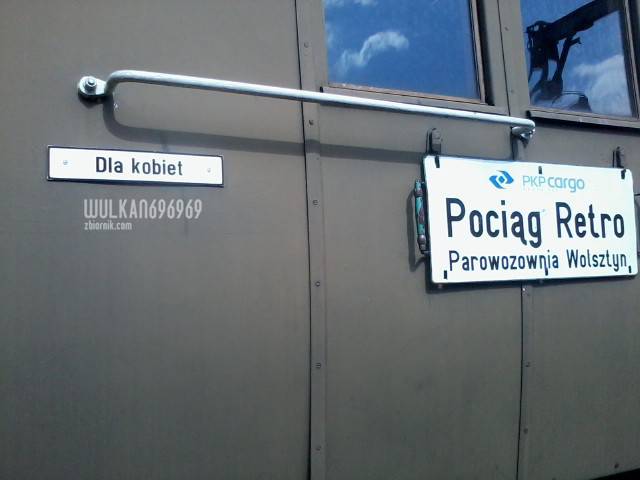 Dla kobiet
WULKAN696969
zbiornik.com
PKP cargo
Pociąg Retro
Parowozownia Wolsztyn